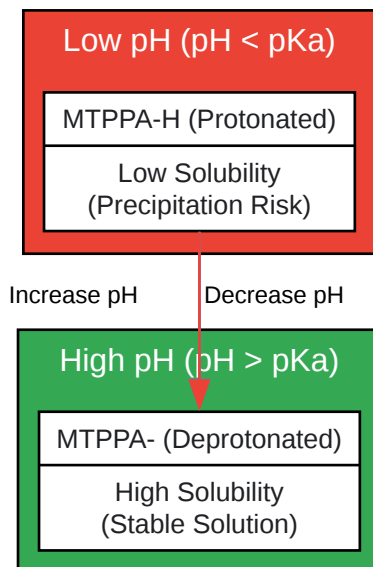 Low pH (pH < pKa)
MTPPA-H (Protonated)
Low Solubility
(Precipitation Risk)
Increase pH
Decrease pH
High pH (pH > pKa)
MTPPA- (Deprotonated)
High Solubility
(Stable Solution)